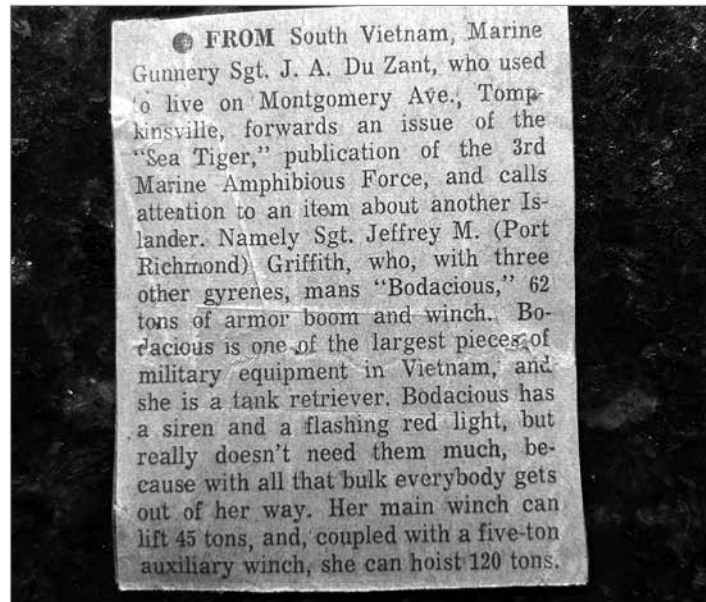 ● FROM South Vietnam, Marine
Gunnery Sgt. J. A. Du Zant, who used
to live on Montgomery Ave., Tomp-
kinsville, forwards an issue of the
"Sea Tiger," publication of the 3rd
Marine Amphibious Force, and calls
attention to an item about another Is-
lander. Namely Sgt. Jeffrey M. (Port
Richmond) Griffith, who, with three
other gyrenes, mans "Bodacious," 62
tons of armor boom and winch. Bo-
dacious is one of the largest pieces of
military equipment in Vietnam, and
she is a tank retriever. Bodacious has
a siren and a flashing red light, but
really doesn't need them much, be-
cause with all that bulk everybody gets
out of her way. Her main winch can
lift 45 tons, and, coupled with a five-ton
auxiliary winch, she can hoist 120 tons.